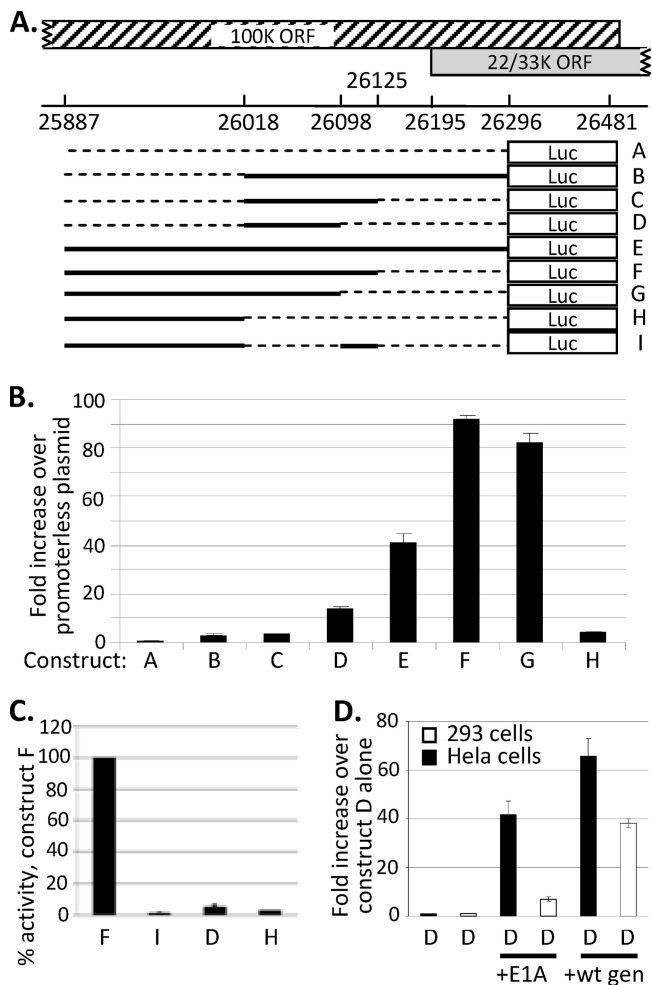 A.
100K ORF
22/33K ORF
26125
25887 26018 26098 26195 26296 26481
Luc A
Luc B
Luc C
Luc D
Luc E
Luc F
Luc G
Luc H
Luc I
B.
Fold increase over
promoterless plasmid
100
80
60
40
20
0
Construct: A B C D E F G H
C.
% activity, construct F
120
100
80
60
40
20
0
F I D H
D.
Fold increase over
construct D alone
80
60
40
20
0
293 cells
Hela cells
D D D D D D
+E1A +wt gen